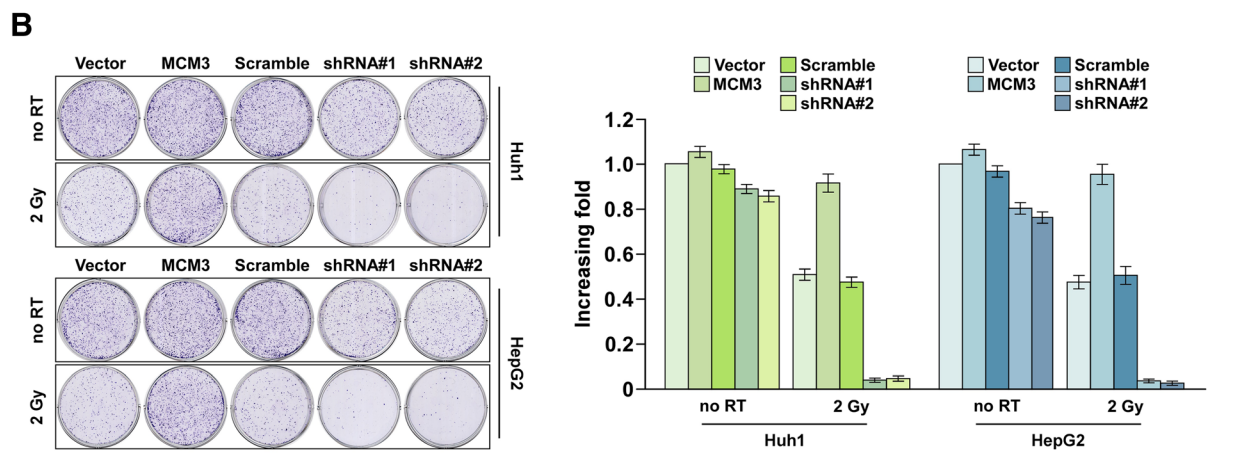 B
Vector MCM3 Scramble shRNA#1 shRNA#2
no RT
2 Gy
Huh1
Vector MCM3 Scramble shRNA#1 shRNA#2
no RT
2 Gy
HepG2
Vector Scramble
MCM3 shRNA#1
shRNA#2
Vector Scramble
MCM3 shRNA#1
shRNA#2
Increasing fold
1.2
1.0
0.8
0.6
0.4
0.2
0
no RT 2 Gy no RT 2 Gy
Huh1 HepG2